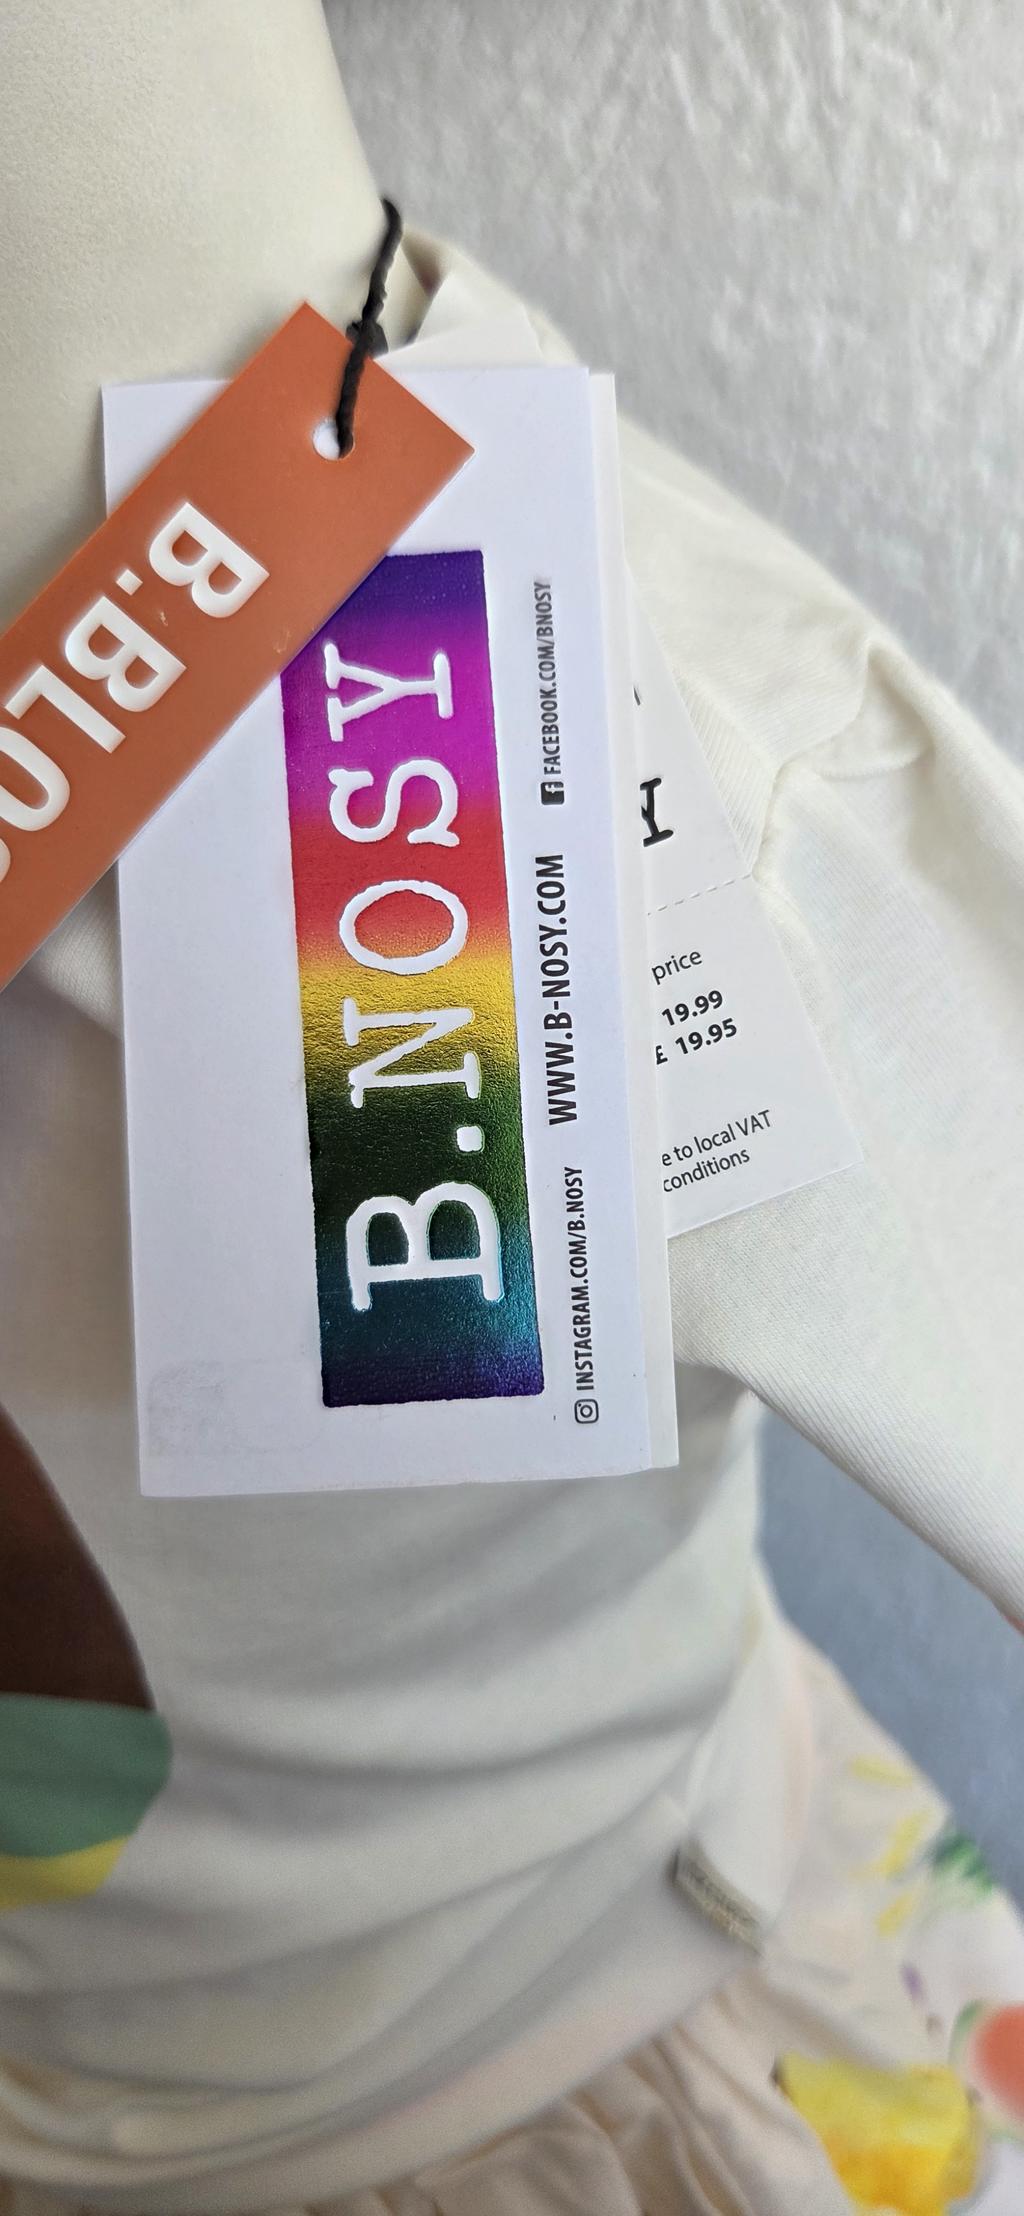 B.BLO
B.NOSY
INSTAGRAM.COM/B.NOSY
WWW.B-NOSY.COM
FACEBOOK.COM/BNOSY
Y
price
19.99
£ 19.95
e to local VAT
conditions